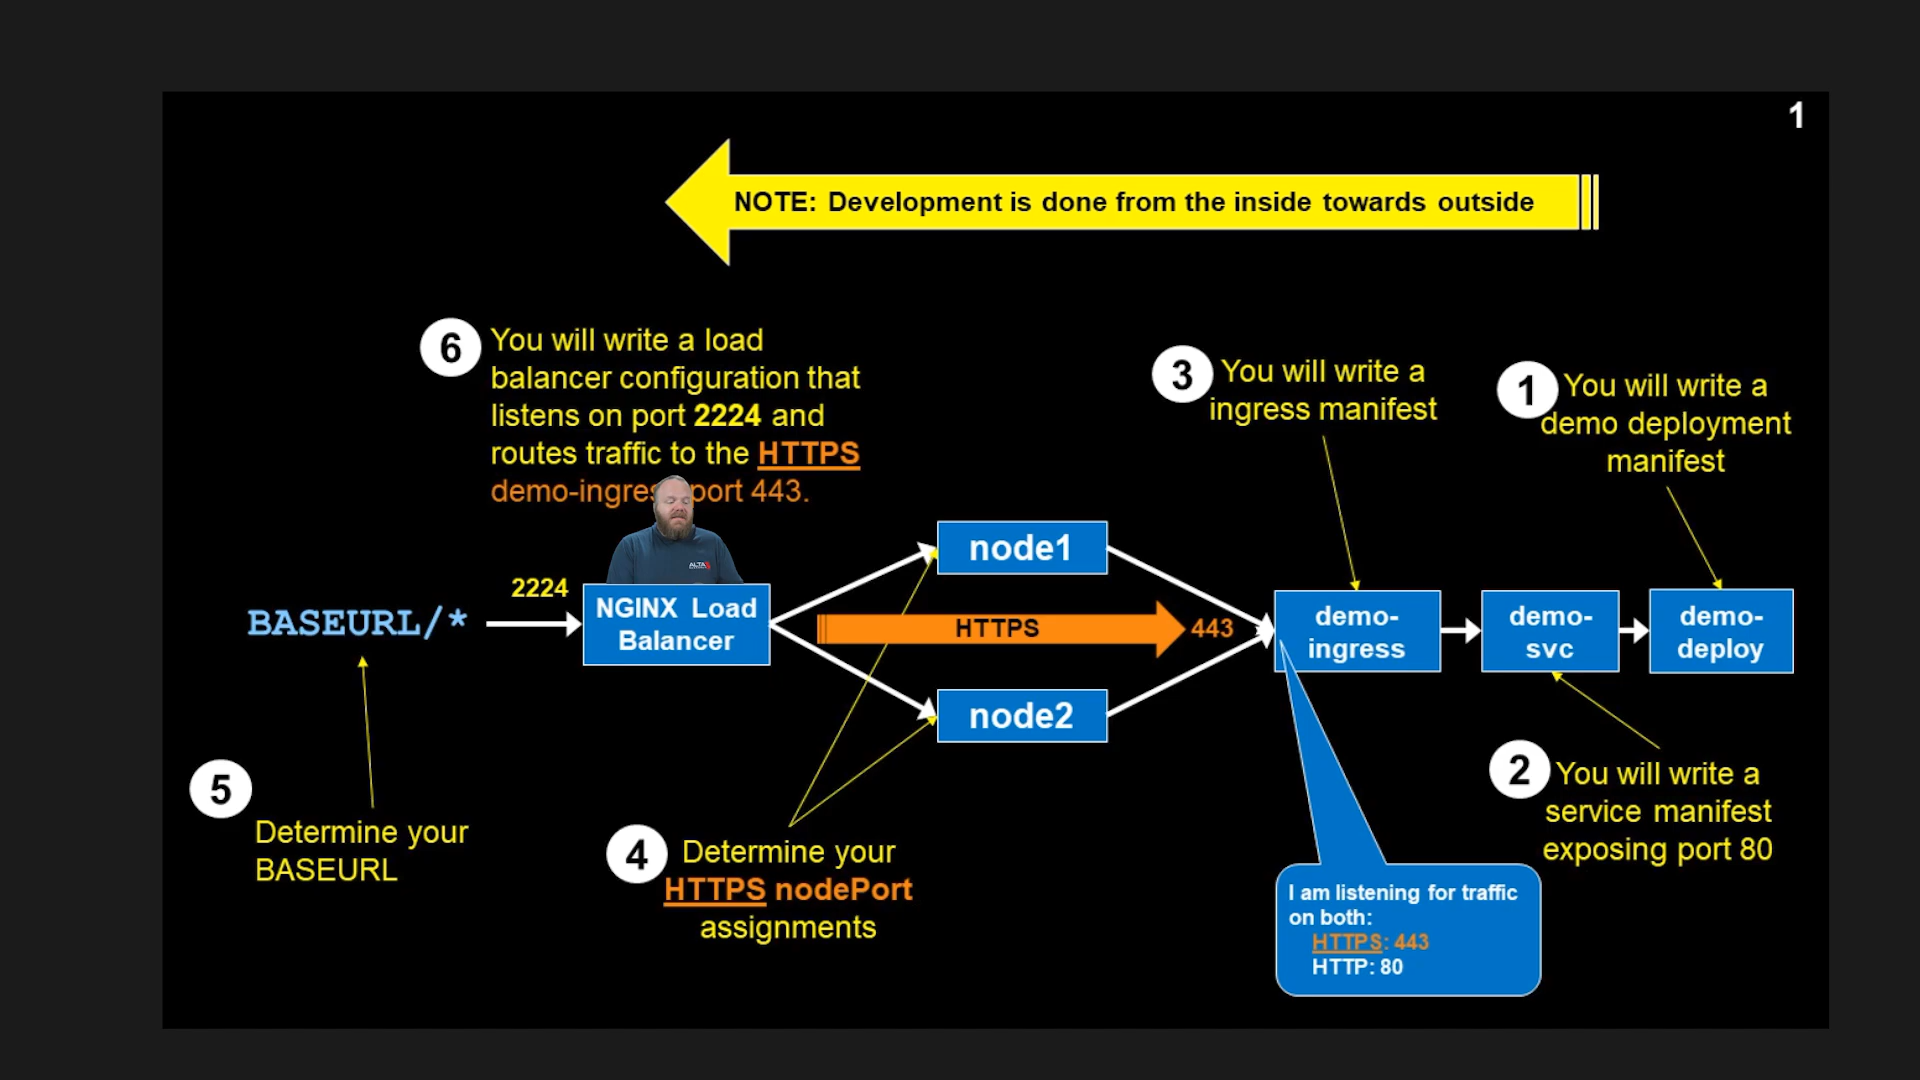 1
NOTE: Development is done from the inside towards outside
6
You will write a load
balancer configuration that
listens on port 2224 and
routes traffic to the HTTPS
demo-ingres port 443.
3
You will write a
ingress manifest
1
You will write a
demo deployment
manifest
BASEURL/*
2224
ALTA3
NGINX Load
Balancer
node1
HTTPS
443
node2
demo-
ingress
demo-
svc
demo-
deploy
5
Determine your
BASEURL
4
Determine your
HTTPS nodePort
assignments
2
You will write a
service manifest
exposing port 80
I am listening for traffic
on both:
HTTPS: 443
HTTP: 80